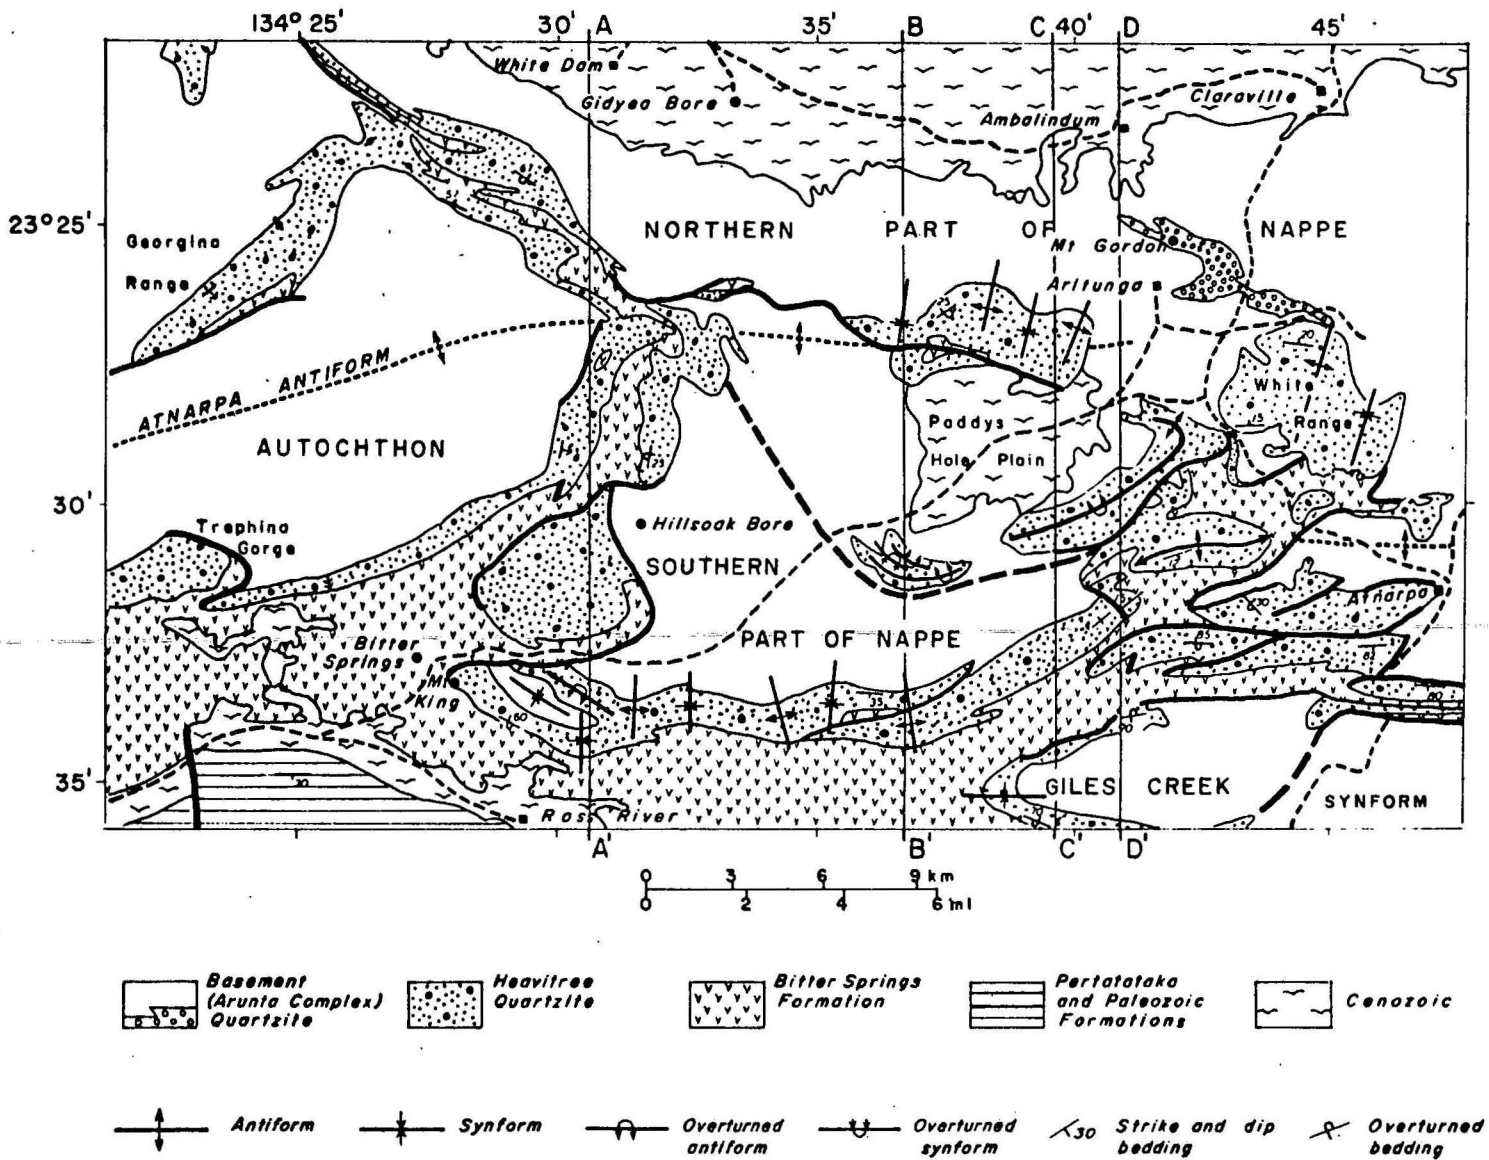 134° 25' 30' A 35' B C 40' D 45'
White Dam
Gidyea Bore
Claraville
Ambalindum
23° 25'
NORTHERN PART OF NAPPE
Georgina
Range
Mt Gordon
Arltunga
ATNARPA ANTIFORM
White
Range
AUTOCHTHON
Paddys
Hole Plain
30'
Hillsoak Bore
Trephina
Gorge
SOUTHERN
Atnarpa
PART OF NAPPE
Bitter
Springs
Mt
King
35'
GILES CREEK
SYNFORM
Ross River
A' B' C' D'
0 3 6 9 km
0 2 4 6 ml
Basement
(Arunta Complex)
Quartzite
Heavitree
Quartzite
Bitter Springs
Formation
Pertatataka
and Paleozoic
Formations
Cenozoic
Antiform
Synform
Overturned
antiform
Overturned
synform
30 Strike and dip
bedding
Overturned
bedding